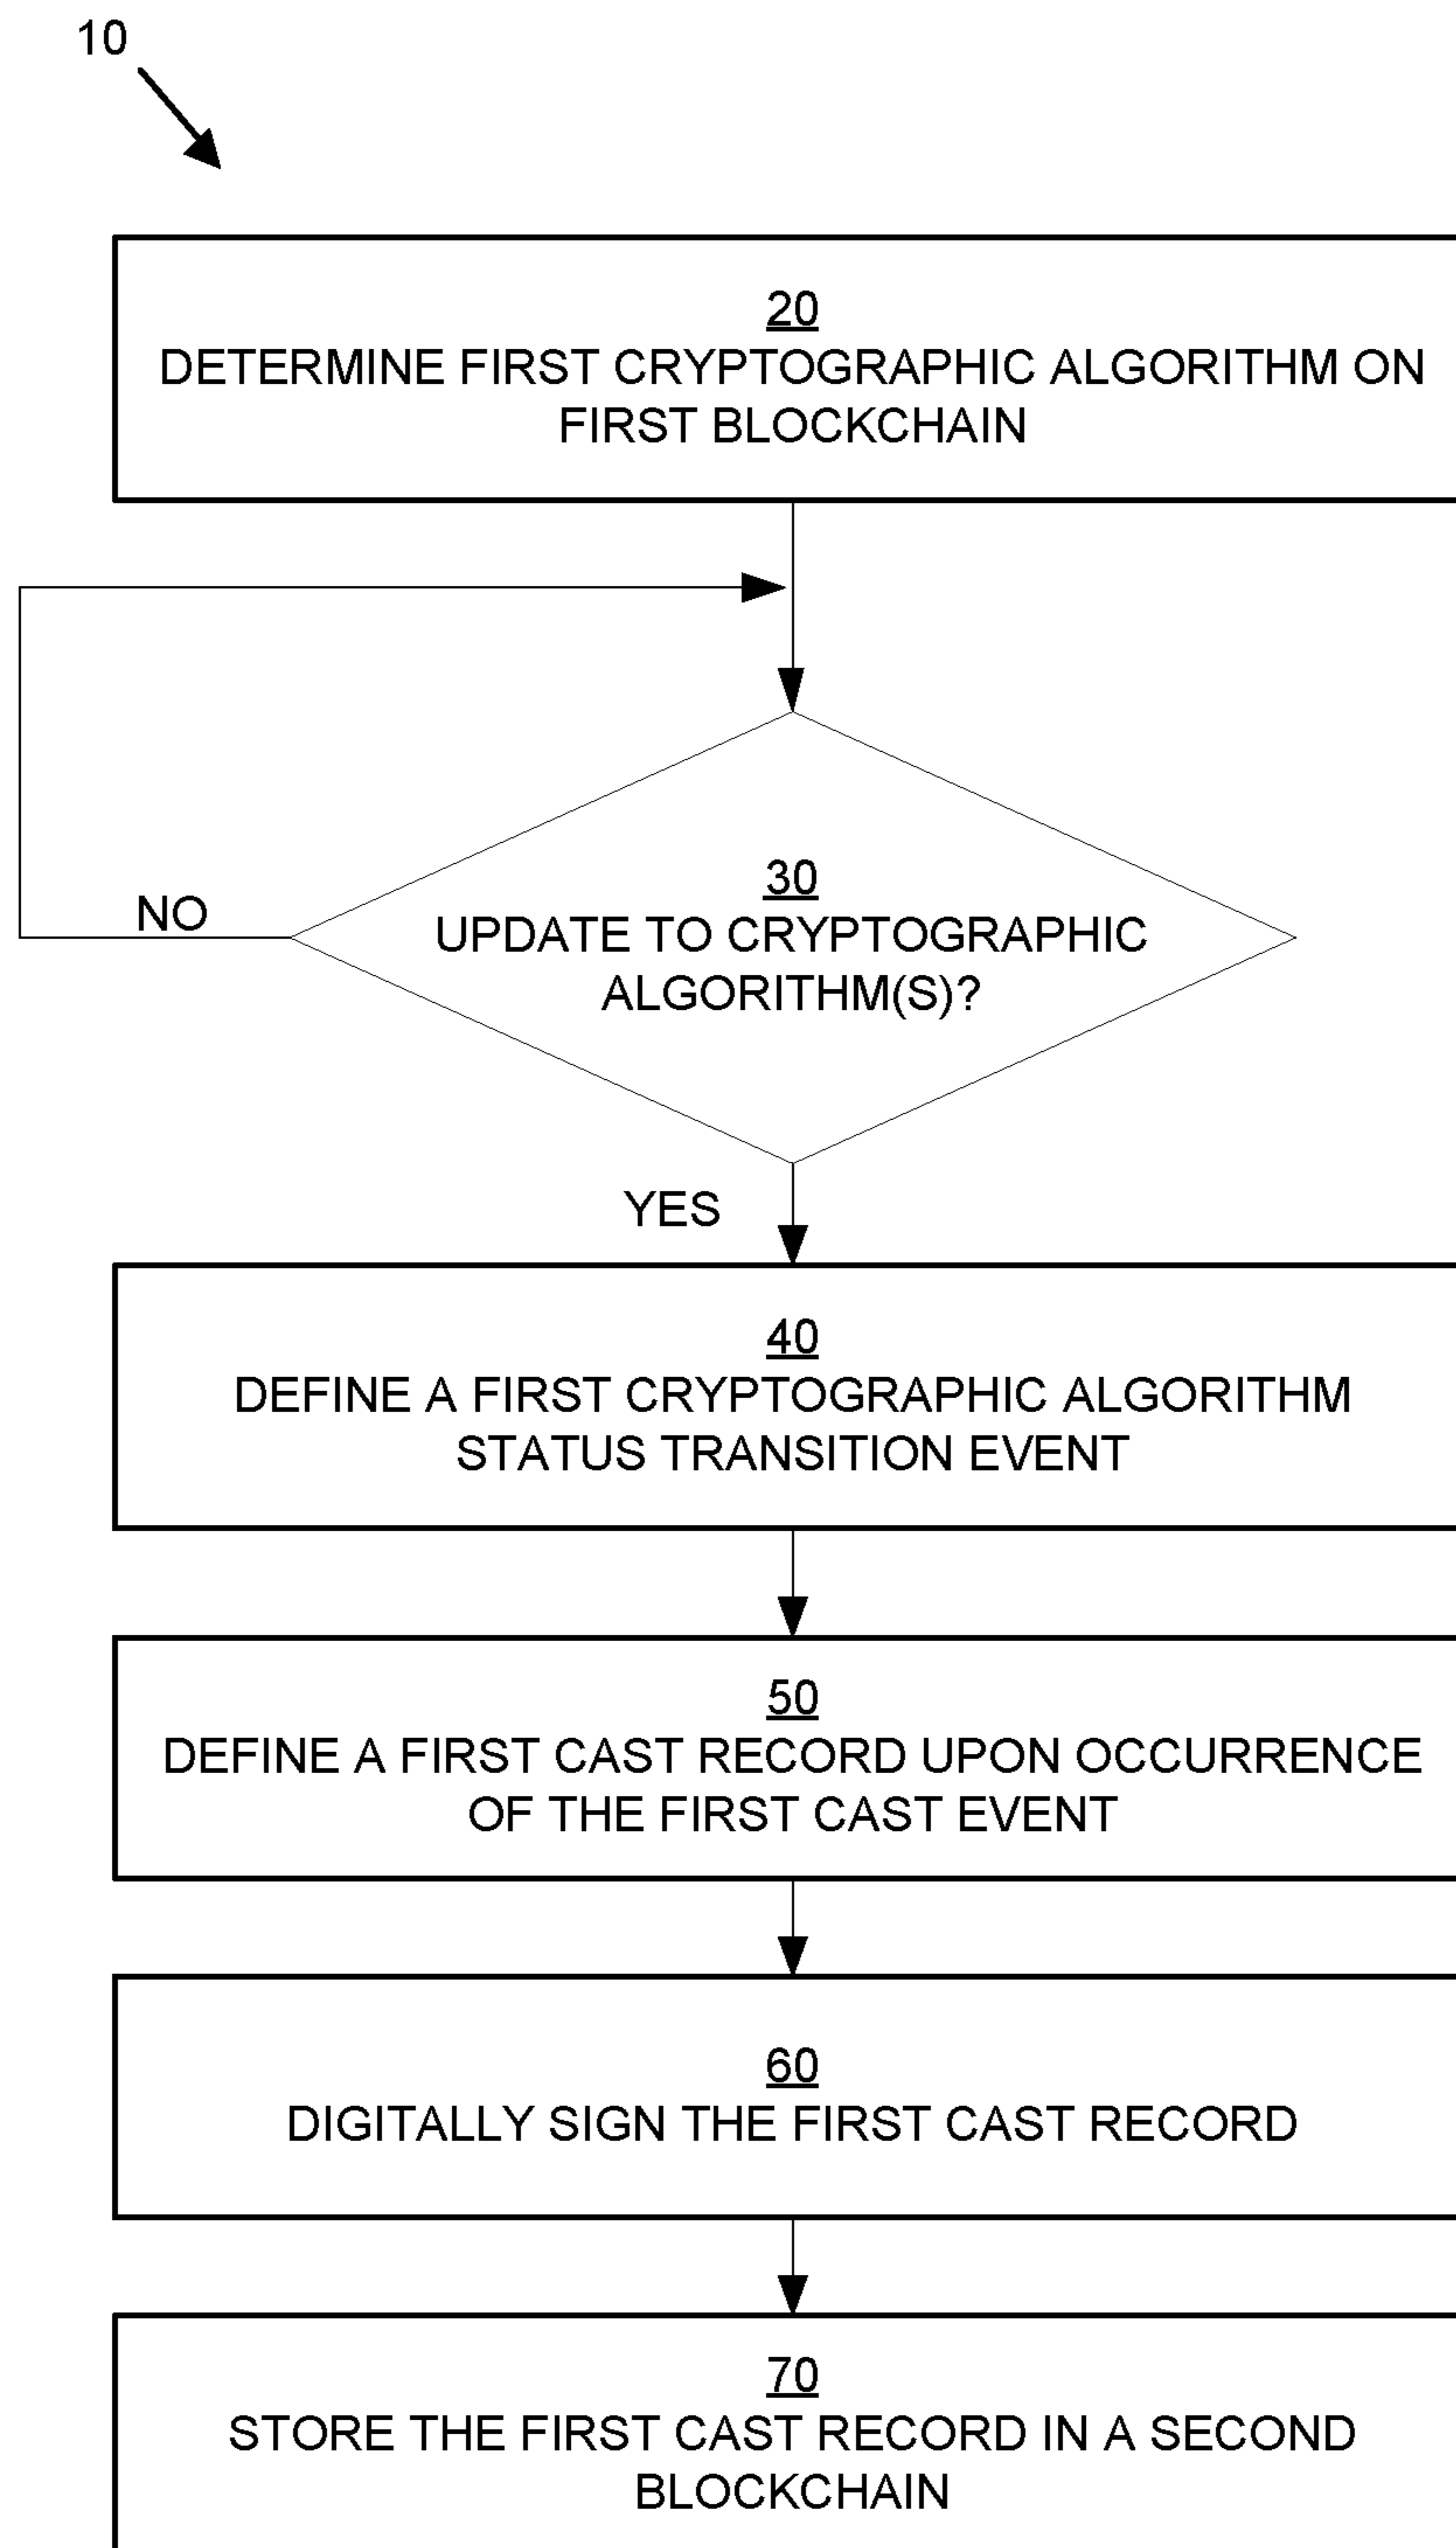 10
20
DETERMINE FIRST CRYPTOGRAPHIC ALGORITHM ON
FIRST BLOCKCHAIN
30
UPDATE TO CRYPTOGRAPHIC
ALGORITHM(S)?
NO
YES
40
DEFINE A FIRST CRYPTOGRAPHIC ALGORITHM
STATUS TRANSITION EVENT
50
DEFINE A FIRST CAST RECORD UPON OCCURRENCE
OF THE FIRST CAST EVENT
60
DIGITALLY SIGN THE FIRST CAST RECORD
70
STORE THE FIRST CAST RECORD IN A SECOND
BLOCKCHAIN